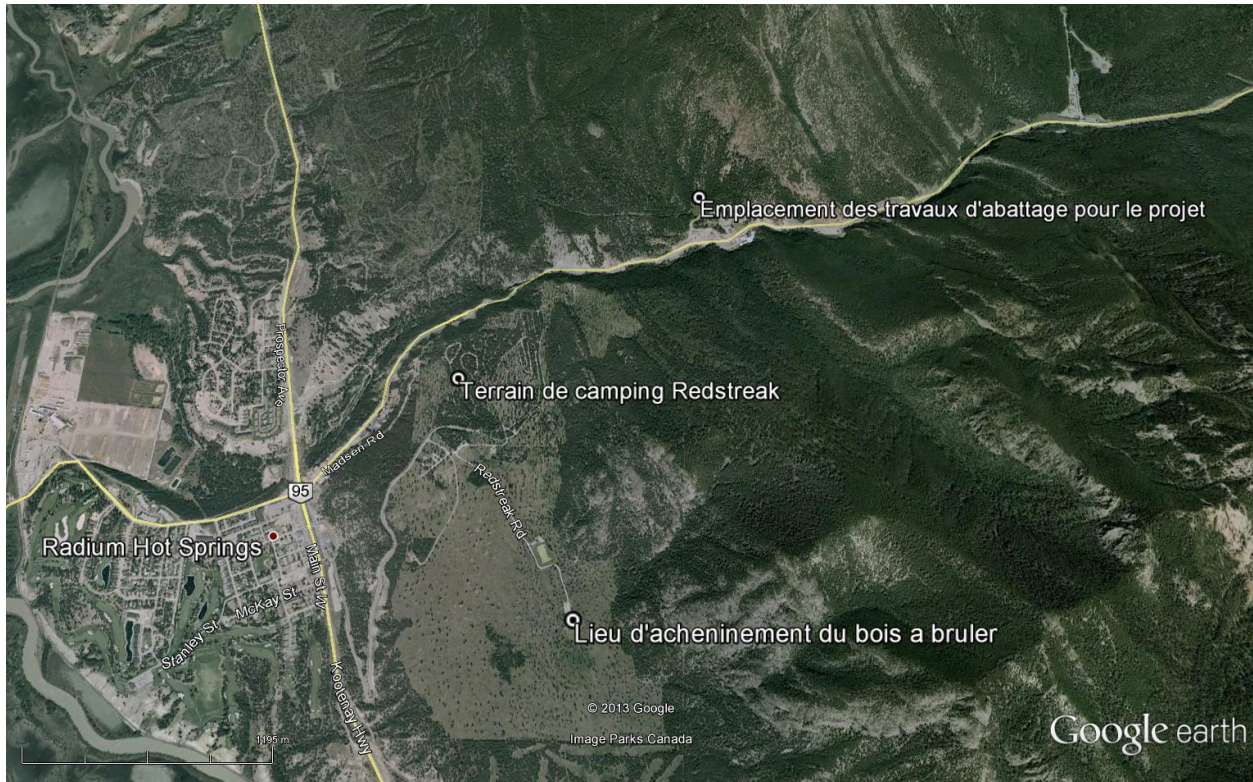 Emplacement des travaux d'abattage pour le projet
Prospector Ave
Terrain de camping Redstreak
Madsen Rd
Redstreak Rd
95
Radium Hot Springs
Main St W
McKay St
Stanley St
Lieu d'acheninement du bois a bruler
Kootenay Hwy
© 2013 Google
Image Parks Canada
Google earth
1195 m